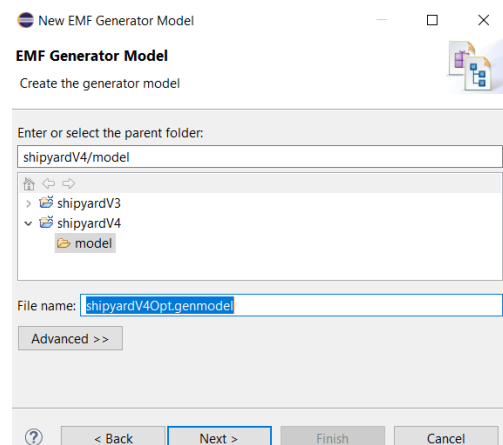 New EMF Generator Model
EMF Generator Model
Create the generator model
Enter or select the parent folder:
shipyardV4/model
shipyardV3
shipyardV4
model
File name: shipyardV4Opt.genmodel
Advanced >>
? < Back Next > Finish Cancel